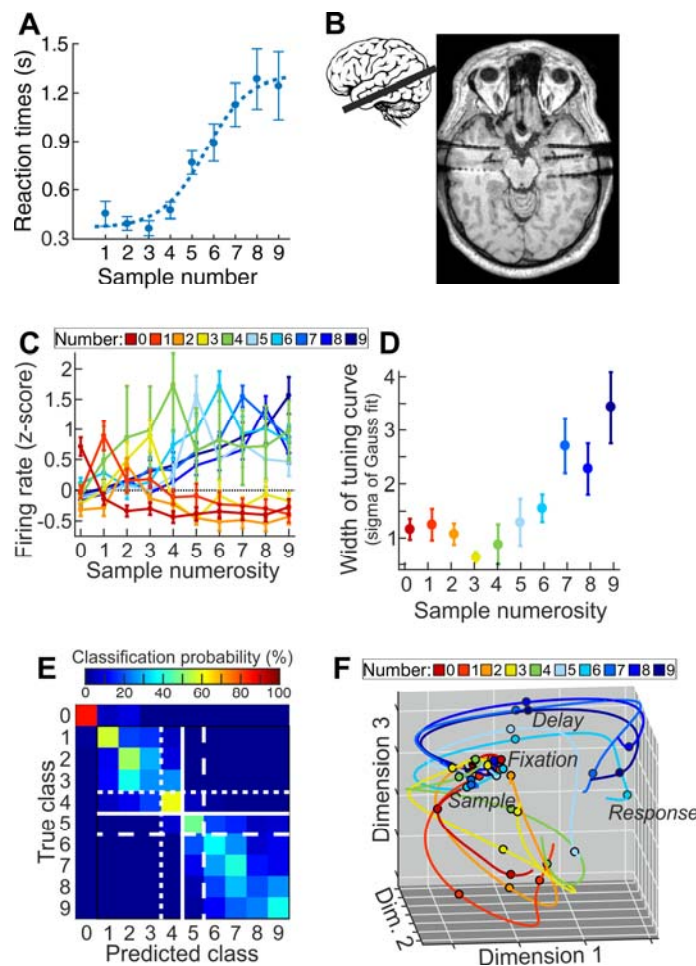 A
B
Reaction times (s)
1.5
1.2
0.9
0.6
0.3
1 2 3 4 5 6 7 8 9
Sample number
C
Number: 0 1 2 3 4 5 6 7 8 9
Firing rate (z-score)
2
1.5
1
0.5
0
-0.5
0 1 2 3 4 5 6 7 8 9
Sample numerosity
D
Width of tuning curve
(sigma of Gauss fit)
4
3
2
1
0 1 2 3 4 5 6 7 8 9
Sample numerosity
E
Classification probability (%)
0 20 40 60 80 100
True class
0
1
2
3
4
5
6
7
8
9
0 1 2 3 4 5 6 7 8 9
Predicted class
F
Number: 0 1 2 3 4 5 6 7 8 9
Delay
Fixation
Sample
Response
Dimension 3
Dim. 2
Dimension 1